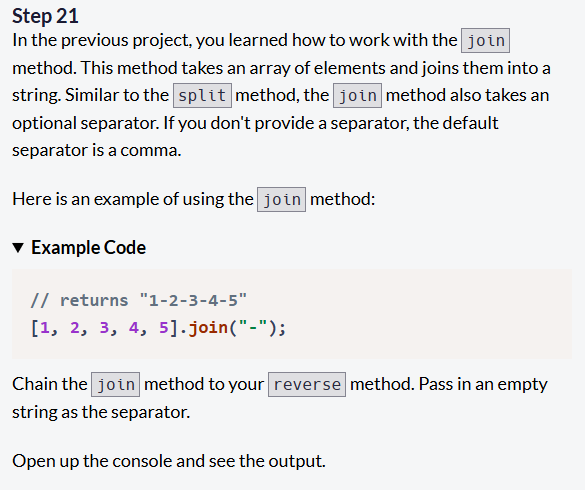 Step 21
In the previous project, you learned how to work with the join
method. This method takes an array of elements and joins them into a
string. Similar to the split method, the join method also takes an
optional separator. If you don't provide a separator, the default
separator is a comma.
Here is an example of using the join method:
▼ Example Code
// returns "1-2-3-4-5"
[1, 2, 3, 4, 5].join("-");
Chain the join method to your reverse method. Pass in an empty
string as the separator.
Open up the console and see the output.